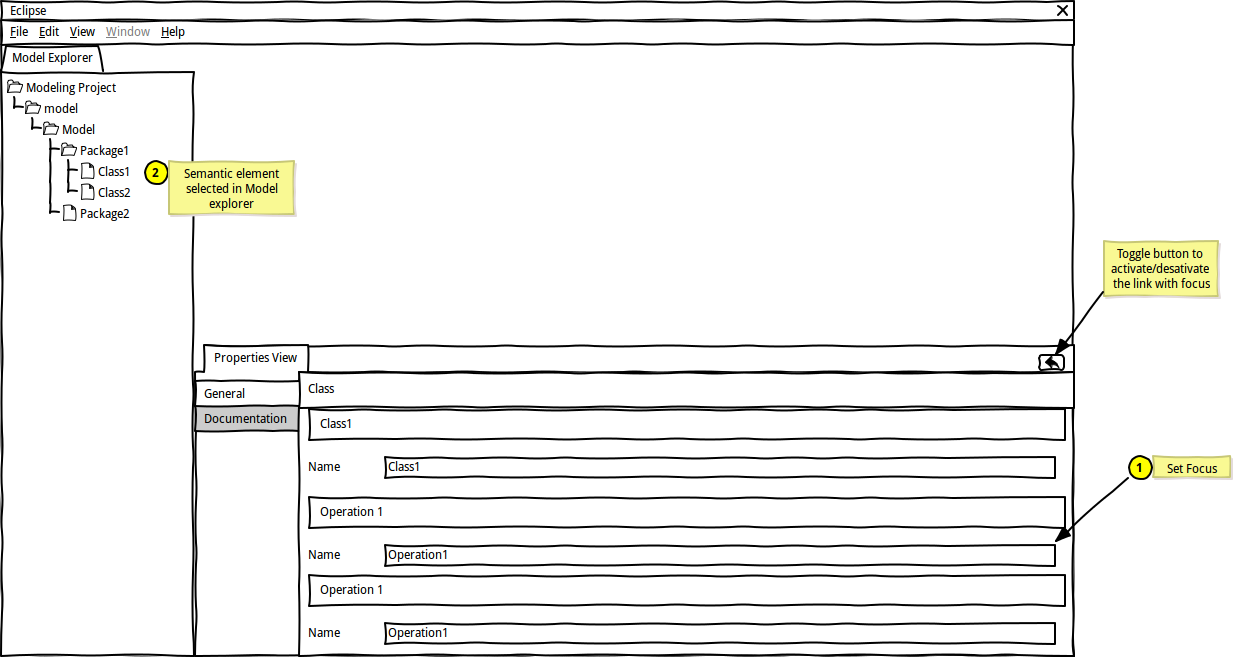 Eclipse
File Edit View Window Help
Model Explorer
Modeling Project
model
Model
Package1
Class1
Class2
Package2
2
Semantic element
selected in Model
explorer
Toggle button to
activate/desativate
the link with focus
Properties View
General
Documentation
Class
Class1
Name Class1
1 Set Focus
Operation 1
Name Operation1
Operation 1
Name Operation1